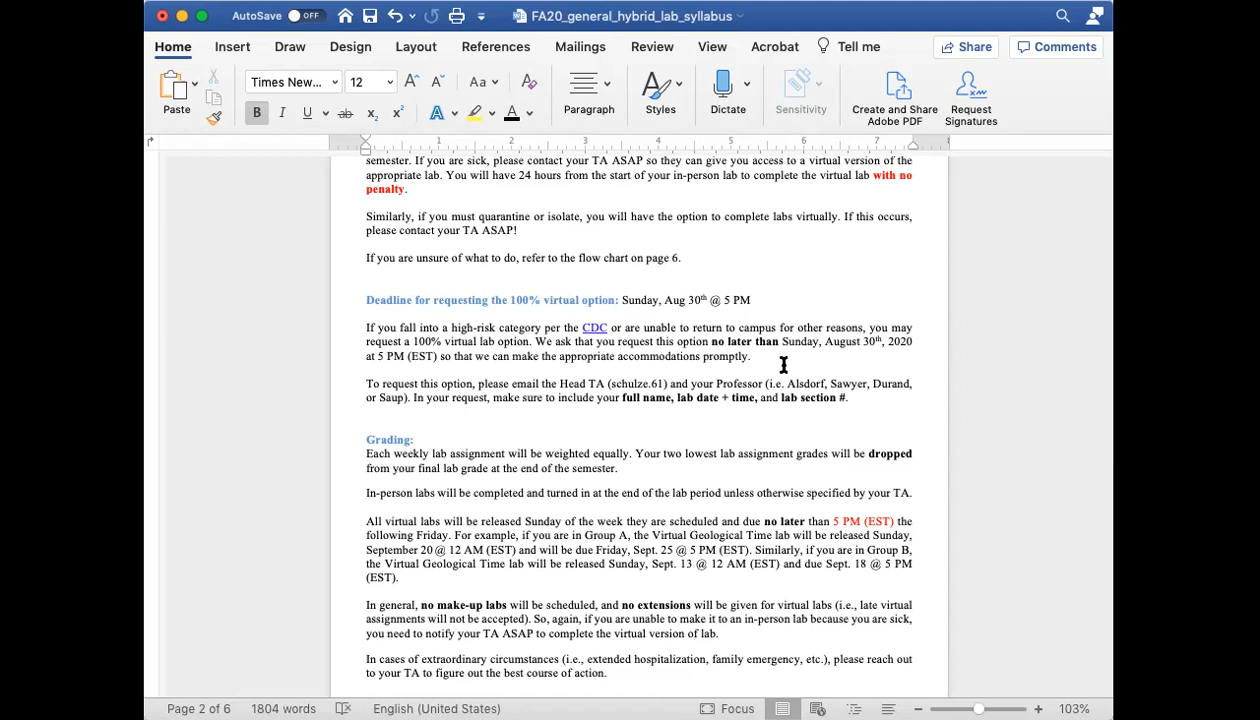 AutoSave OFF FA20_general_hybrid_lab_syllabus
Home Insert Draw Design Layout References Mailings Review View Acrobat Tell me Share Comments
Times New... 12 Aa
B I U ab x2 x2 A A
Paste Paragraph Styles Dictate Sensitivity Create and Share Adobe PDF Request Signatures
1 2 3 4 5 6 7
semester. If you are sick, please contact your TA ASAP so they can give you access to a virtual version of the
appropriate lab. You will have 24 hours from the start of your in-person lab to complete the virtual lab with no
penalty.
Similarly, if you must quarantine or isolate, you will have the option to complete labs virtually. If this occurs,
please contact your TA ASAP!
If you are unsure of what to do, refer to the flow chart on page 6.
Deadline for requesting the 100% virtual option: Sunday, Aug 30th @ 5 PM
If you fall into a high-risk category per the CDC or are unable to return to campus for other reasons, you may
request a 100% virtual lab option. We ask that you request this option no later than Sunday, August 30th, 2020
at 5 PM (EST) so that we can make the appropriate accommodations promptly.
To request this option, please email the Head TA (schulze.61) and your Professor (i.e. Alsdorf, Sawyer, Durand,
or Saup). In your request, make sure to include your full name, lab date + time, and lab section #.
Grading:
Each weekly lab assignment will be weighted equally. Your two lowest lab assignment grades will be dropped
from your final lab grade at the end of the semester.
In-person labs will be completed and turned in at the end of the lab period unless otherwise specified by your TA.
All virtual labs will be released Sunday of the week they are scheduled and due no later than 5 PM (EST) the
following Friday. For example, if you are in Group A, the Virtual Geological Time lab will be released Sunday,
September 20 @ 12 AM (EST) and will be due Friday, Sept. 25 @ 5 PM (EST). Similarly, if you are in Group B,
the Virtual Geological Time lab will be released Sunday, Sept. 13 @ 12 AM (EST) and due Sept. 18 @ 5 PM
(EST).
In general, no make-up labs will be scheduled, and no extensions will be given for virtual labs (i.e., late virtual
assignments will not be accepted). So, again, if you are unable to make it to an in-person lab because you are sick,
you need to notify your TA ASAP to complete the virtual version of lab.
In cases of extraordinary circumstances (i.e., extended hospitalization, family emergency, etc.), please reach out
to your TA to figure out the best course of action.
Page 2 of 6 1804 words English (United States) Focus 103%